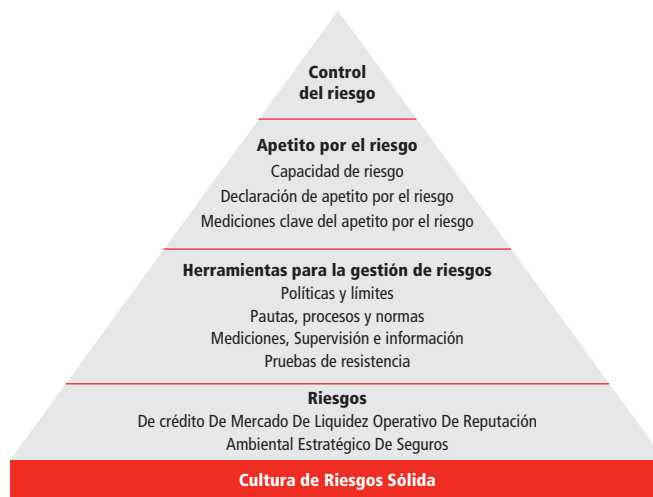 Control
del riesgo
Apetito por el riesgo
Capacidad de riesgo
Declaración de apetito por el riesgo
Mediciones clave del apetito por el riesgo
Herramientas para la gestión de riesgos
Políticas y límites
Pautas, procesos y normas
Mediciones, Supervisión e información
Pruebas de resistencia
Riesgos
De crédito De Mercado De Liquidez Operativo De Reputación
Ambiental Estratégico De Seguros
Cultura de Riesgos Sólida